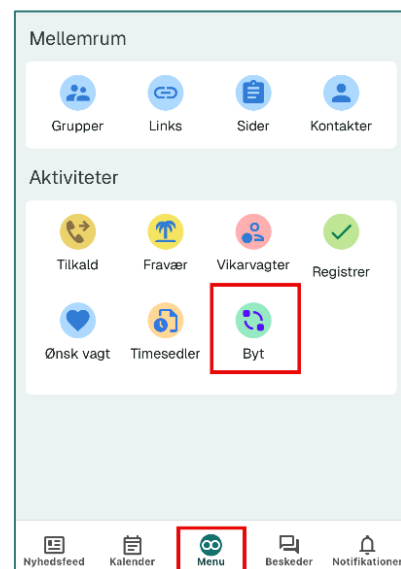 Mellemrum
Grupper Links Sider Kontakter
Aktiviteter
Tilkald Fravær Vikarvagter Registrer
Ønsk vagt Timesedler Byt
Nyhedsfeed Kalender Menu Beskeder Notifikationer